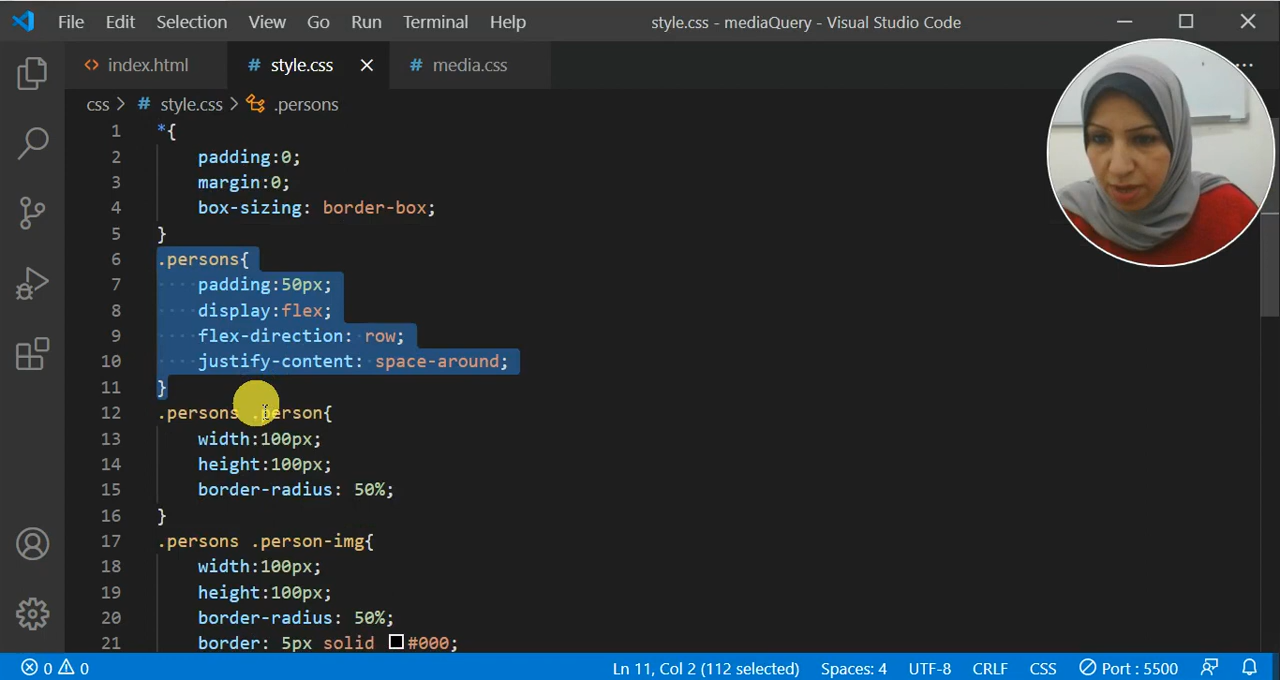 File Edit Selection View Go Run Terminal Help style.css - mediaQuery - Visual Studio Code
<> index.html # style.css # media.css
css > # style.css > .persons
1 *{
2 padding:0;
3 margin:0;
4 box-sizing: border-box;
5 }
6 .persons{
7 padding:50px;
8 display:flex;
9 flex-direction: row;
10 justify-content: space-around;
11 }
12 .persons .person{
13 width:100px;
14 height:100px;
15 border-radius: 50%;
16 }
17 .persons .person-img{
18 width:100px;
19 height:100px;
20 border-radius: 50%;
21 border: 5px solid #000;
0 0 Ln 11, Col 2 (112 selected) Spaces: 4 UTF-8 CRLF CSS Port : 5500